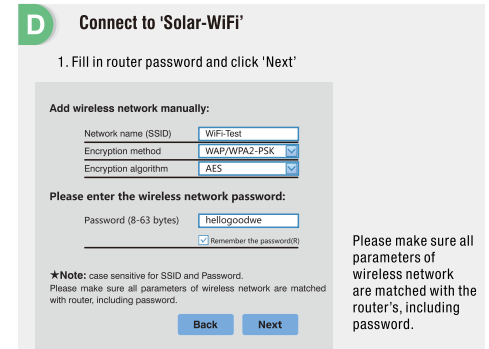 D
Connect to 'Solar-WiFi'
1. Fill in router password and click 'Next'
Add wireless network manually:
Network name (SSID) WiFi-Test
Encryption method WAP/WPA2-PSK
Encryption algorithm AES
Please enter the wireless network password:
Password (8-63 bytes) hellogoodwe
Remember the password(R)
★Note: case sensitive for SSID and Password.
Please make sure all parameters of wireless network are matched
with router, including password.
Back Next
Please make sure all
parameters of
wireless network
are matched with the
router's, including
password.